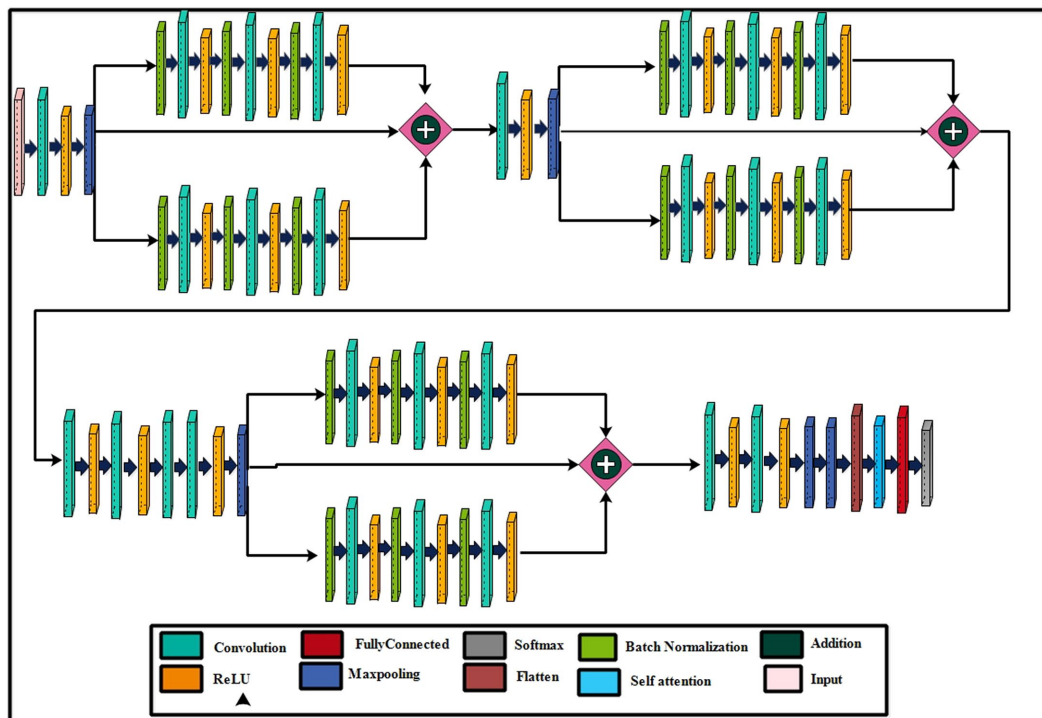 Convolution FullyConnected Softmax Batch Normalization Addition
ReLU Maxpooling Flatten Self attention Input